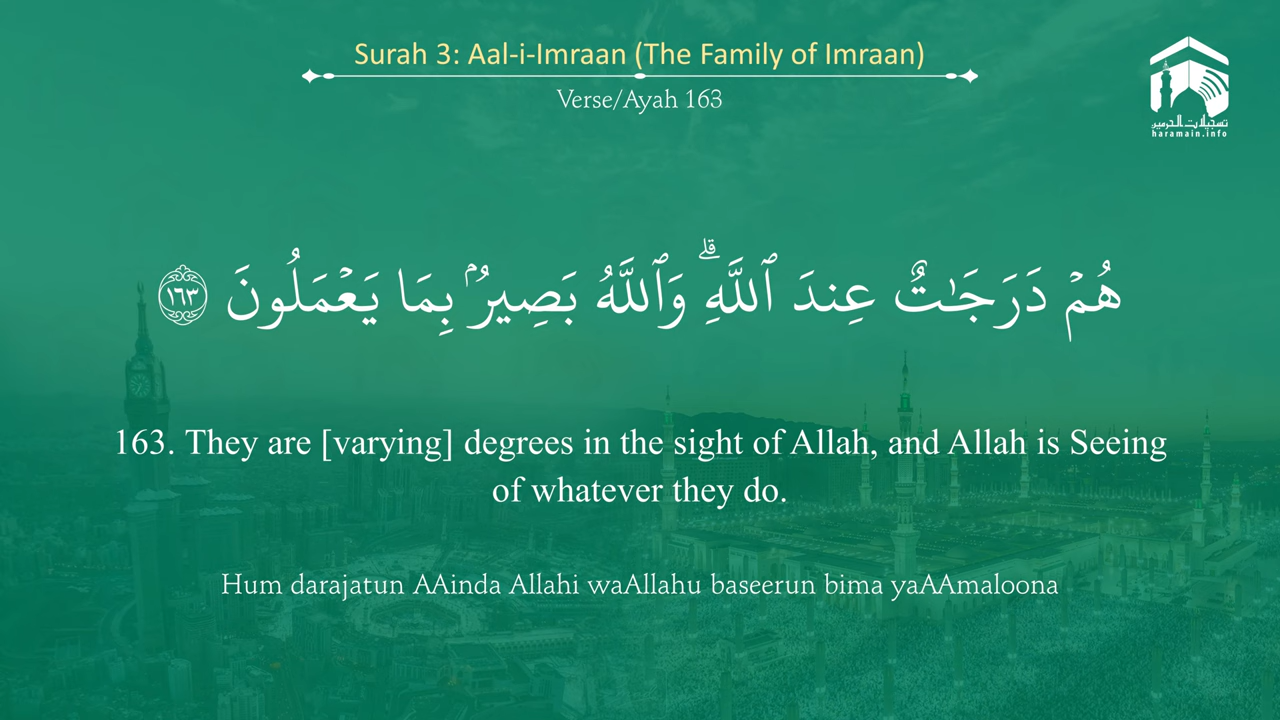 Surah 3: Aal-i-Imraan (The Family of Imraan)
Verse/Ayah 163
تسجيلات الحرمين
haramain.info
هُمۡ دَرَجَٰتٌ عِندَ ٱللَّهِۗ وَٱللَّهُ بَصِيرُۢ بِمَا يَعۡمَلُونَ ١٦٣
163. They are [varying] degrees in the sight of Allah, and Allah is Seeing
of whatever they do.
Hum darajatun AAinda Allahi waAllahu baseerun bima yaAAmaloona